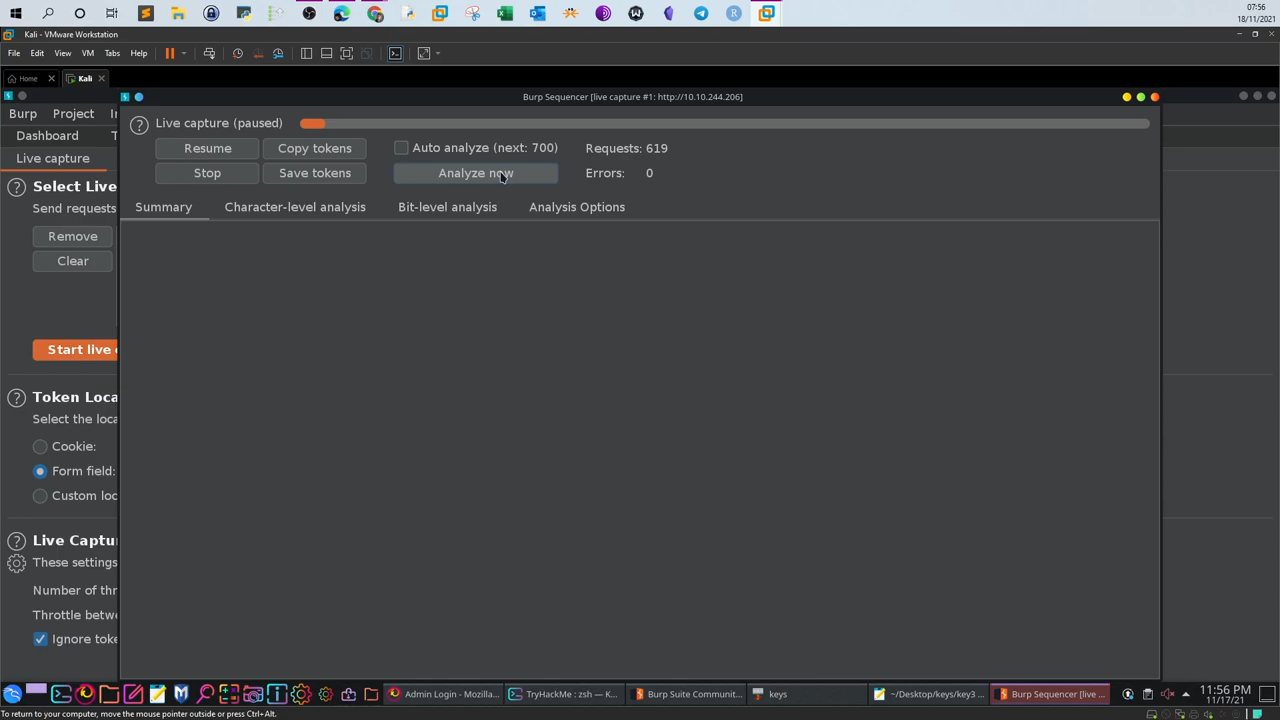 07:56
18/11/2021
Kali - VMware Workstation
File Edit View VM Tabs Help
Home Kali
Burp Sequencer [live capture #1: http://10.10.244.206]
Burp Project
Live capture (paused)
Dashboard
Resume Copy tokens Auto analyze (next: 700) Requests: 619
Live capture
Stop Save tokens Analyze now Errors: 0
Select Live
Send requests
Summary Character-level analysis Bit-level analysis Analysis Options
Remove
Clear
Start live
Token Loca
Select the loca
Cookie:
Form field:
Custom loc
Live Captur
These settings
Number of thr
Throttle betwe
Ignore toke
Admin Login - Mozilla... TryHackMe : zsh — K... Burp Suite Communit... keys ~/Desktop/keys/key3 ... Burp Sequencer [live ...
11:56 PM
11/17/21
To return to your computer, move the mouse pointer outside or press Ctrl+Alt.